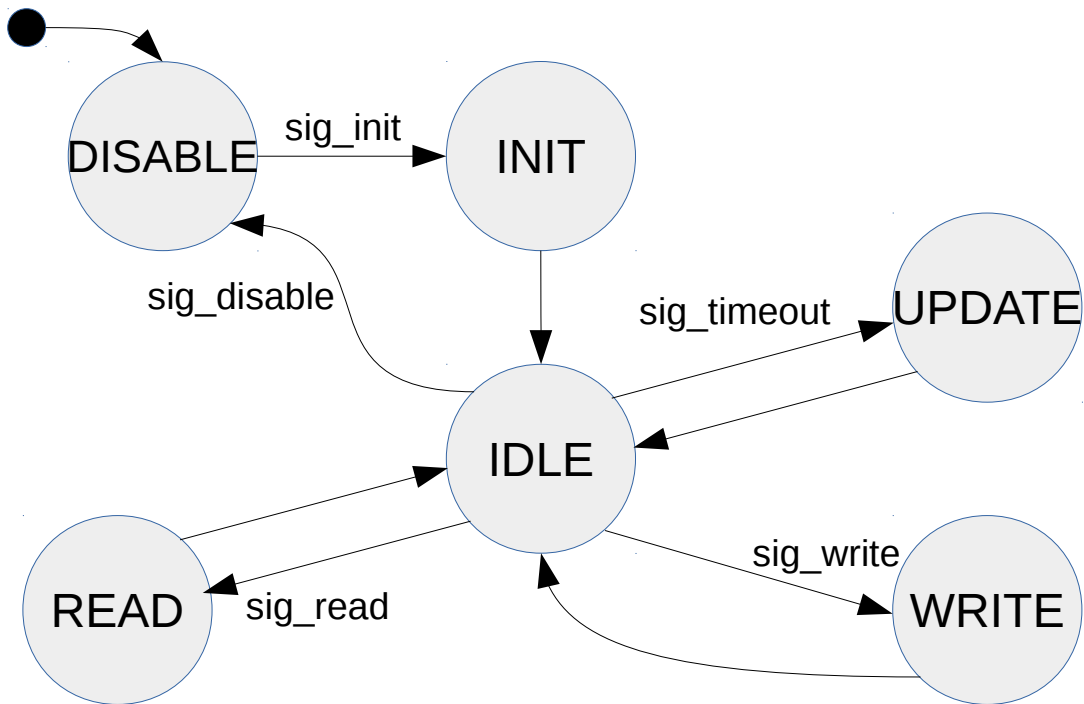 sig_init
DISABLE
INIT
sig_disable
sig_timeout
UPDATE
IDLE
sig_write
READ
sig_read
WRITE